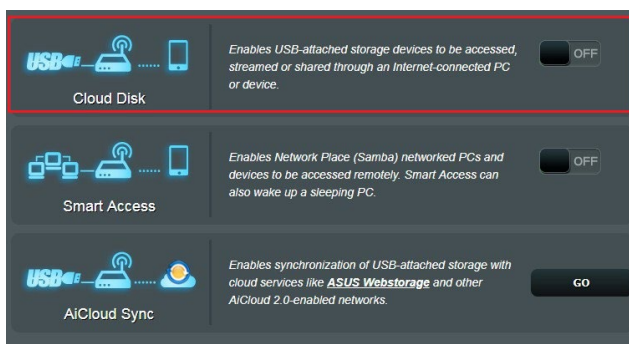 USB
Cloud Disk
Enables USB-attached storage devices to be accessed,
streamed or shared through an Internet-connected PC
or device.
OFF
Smart Access
Enables Network Place (Samba) networked PCs and
devices to be accessed remotely. Smart Access can
also wake up a sleeping PC.
OFF
USB
AiCloud Sync
Enables synchronization of USB-attached storage with
cloud services like ASUS Webstorage and other
AiCloud 2.0-enabled networks.
GO